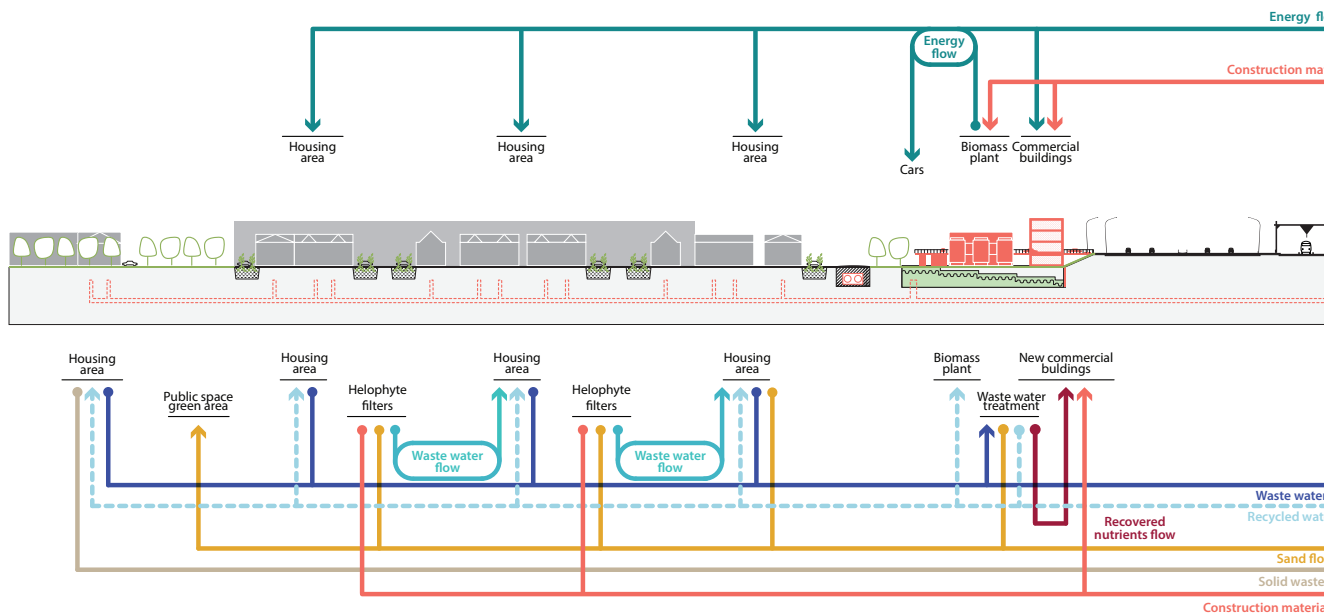 Energy fl
Energy
flow
Construction ma
Housing
area
Housing
area
Housing
area
Biomass
plant
Commercial
buildings
Cars
Housing
area
Housing
area
Housing
area
Housing
area
Biomass
plant
New commercial
buldings
Public space
green area
Helophyte
filters
Helophyte
filters
Waste water
treatment
Waste water
flow
Waste water
flow
Waste water
Recycled wat
Recovered
nutrients flow
Sand flo
Solid waste
Construction materia